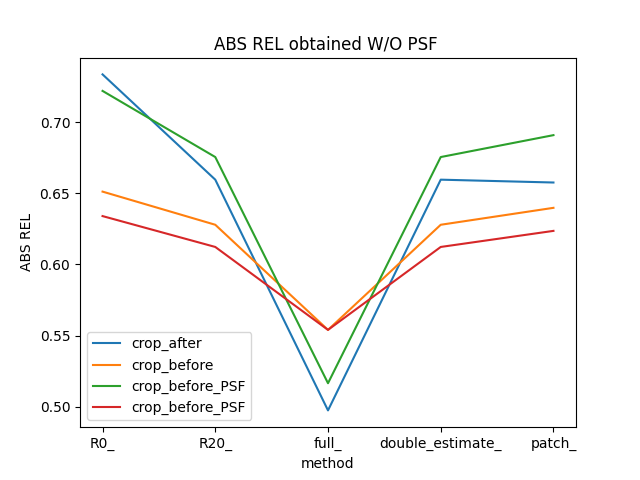 ABS REL obtained W/O PSF
ABS REL
0.70
0.65
0.60
0.55
0.50
crop_after
crop_before
crop_before_PSF
crop_before_PSF
R0_
R20_
full_
double_estimate_
patch_
method